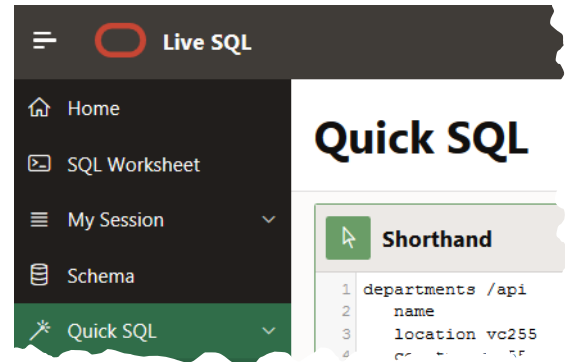 Live SQL
Home
SQL Worksheet
My Session
Schema
Quick SQL
Quick SQL
Shorthand
1 departments /api
2 name
3 location vc255
4